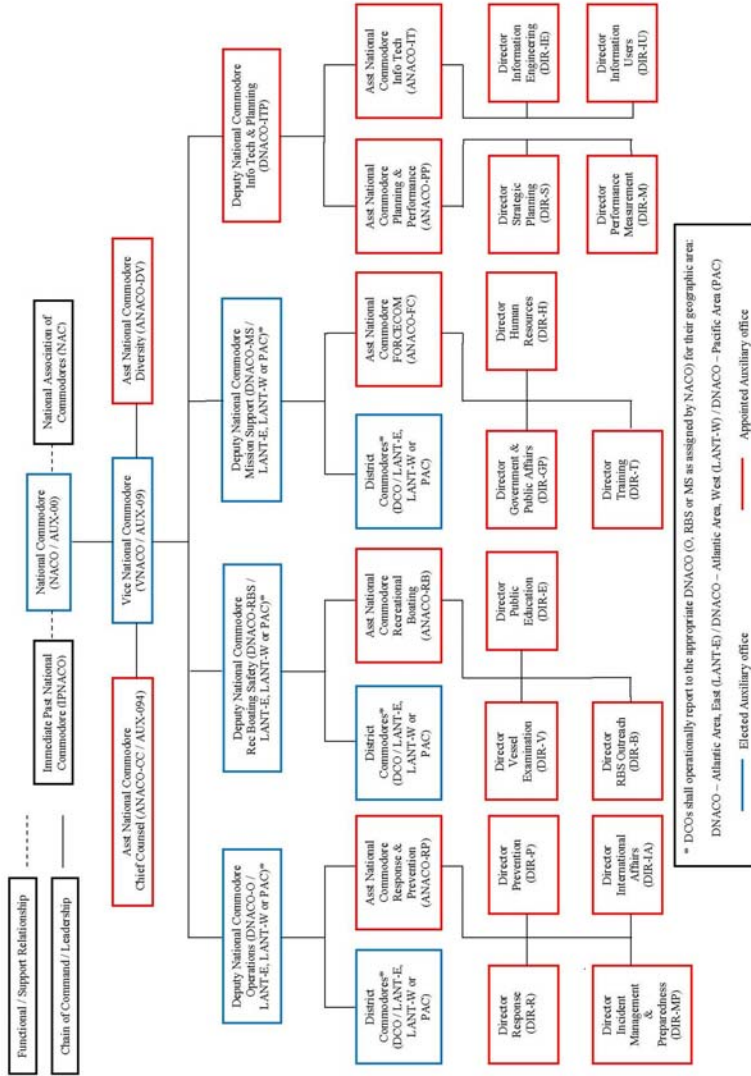 Functional / Support Relationship
Chain of Command / Leadership
Immediate Past National
Commodore (IPNACO)
National Commodore
(NACO / AUX-00)
National Association of
Commodores (NAC)
Asst National Commodore
Chief Counsel (ANACO-CC / AUX-094)
Vice National Commodore
(VNACO / AUX-09)
Asst National Commodore
Diversity (ANACO-DV)
Deputy National Commodore
Operations (DNACO-O /
LANT-E, LANT-W or PAC)*
Deputy National Commodore
Rec Boating Safety (DNACO-RBS /
LANT-E, LANT-W or PAC)*
Deputy National Commodore
Mission Support (DNACO-MS /
LANT-E, LANT-W or PAC)*
Deputy National Commodore
Info Tech & Planning
(DNACO-ITP)
District
Commodores*
(DCO / LANT-E,
LANT-W or
PAC)
Asst National
Commodore
Response &
Prevention
(ANACO-RP)
District
Commodores*
(DCO / LANT-E,
LANT-W or
PAC)
Asst National
Commodore
Recreational
Boating
(ANACO-RB)
District
Commodores*
(DCO / LANT-E,
LANT-W or
PAC)
Asst National
Commodore
FORCECOM
(ANACO-FC)
Asst National
Commodore
Planning &
Performance
(ANACO-PP)
Asst National
Commodore
Info Tech
(ANACO-IT)
Director
Response
(DIR-R)
Director
Prevention
(DIR-P)
Director
Vessel
Examination
(DIR-V)
Director
Public
Education
(DIR-E)
Director
Government &
Public Affairs
(DIR-GP)
Director
Human
Resources
(DIR-H)
Director
Strategic
Planning
(DIR-S)
Director
Information
Engineering
(DIR-IE)
Director
Incident
Management
&
Preparedness
(DIR-MP)
Director
International
Affairs
(DIR-IA)
Director
RBS Outreach
(DIR-B)
Director
Training
(DIR-T)
Director
Performance
Measurement
(DIR-M)
Director
Information
Users
(DIR-IU)
* DCOs shall operationally report to the appropriate DNACO (O, RBS or MS as assigned by NACO) for their geographic area:
DNACO – Atlantic Area, East (LANT-E) / DNACO – Atlantic Area, West (LANT-W) / DNACO – Pacific Area (PAC)
Elected Auxiliary office
Appointed Auxiliary office